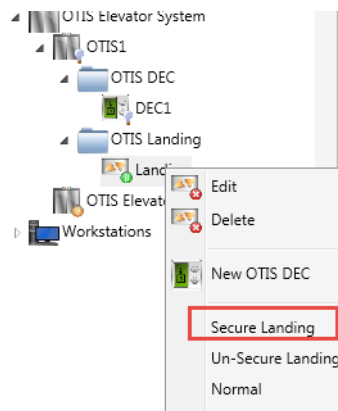 OTIS Elevator System
OTIS1
OTIS DEC
DEC1
OTIS Landing
Edit
OTIS
Delete
Workstations
New OTIS DEC
Secure Landing
Un-Secure Landing
Normal